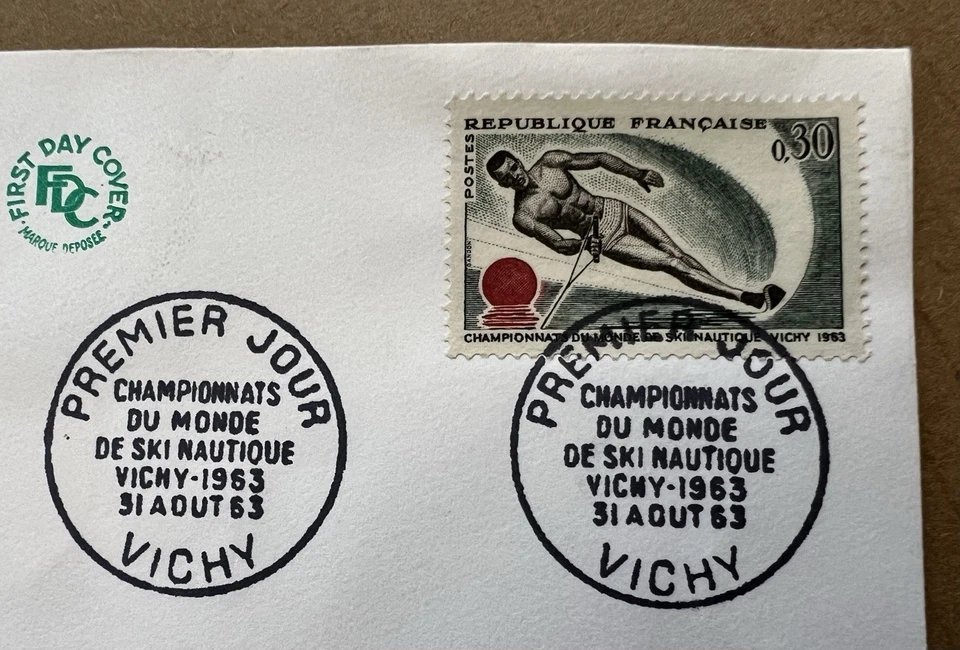 FIRST DAY COVER
FDC
MARQUE DEPOSÉE
REPUBLIQUE FRANÇAISE
0,30
POSTES
GANDON
CHAMPIONNATS DU MONDE DE SKI NAUTIQUE VICHY 1963
PREMIER JOUR
CHAMPIONNATS
DU MONDE
DE SKI NAUTIQUE
VICHY-1963
31 AOUT 63
VICHY
PREMIER JOUR
CHAMPIONNATS
DU MONDE
DE SKI NAUTIQUE
VICHY-1963
31 AOUT 63
VICHY